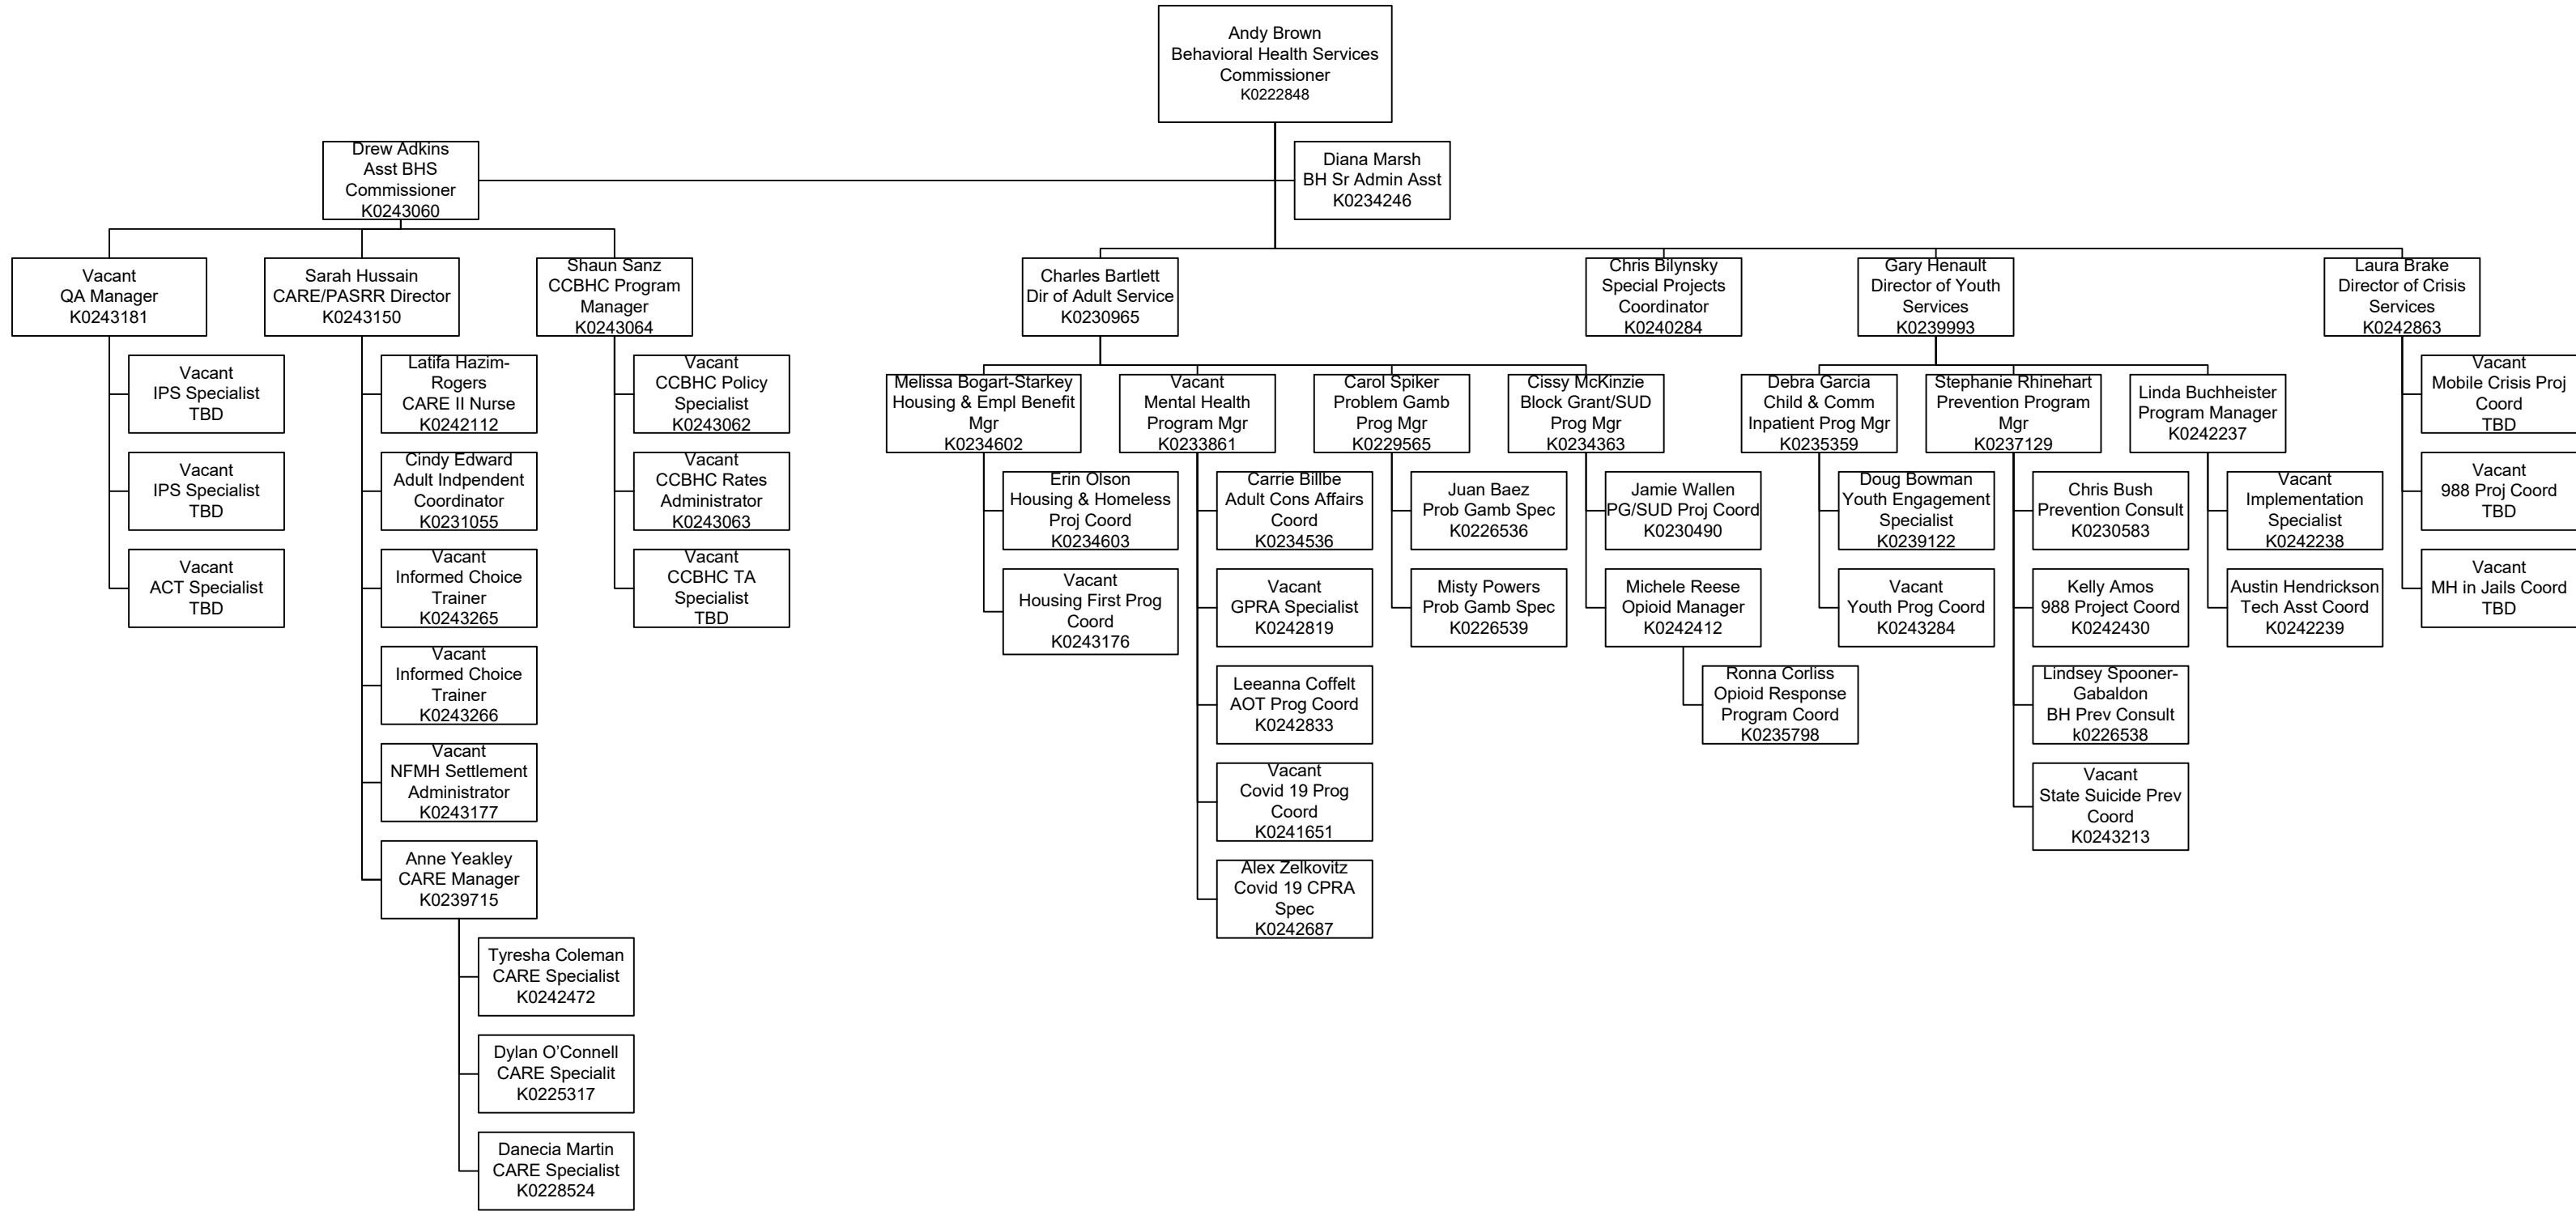 Andy Brown
Behavioral Health Services
Commissioner
K0222848
Drew Adkins
Asst BHS
Commissioner
K0243060
Diana Marsh
BH Sr Admin Asst
K0234246
Vacant
QA Manager
K0243181
Sarah Hussain
CARE/PASRR Director
K0243150
Shaun Sanz
CCBHC Program
Manager
K0243064
Charles Bartlett
Dir of Adult Service
K0230965
Chris Bilynsky
Special Projects
Coordinator
K0240284
Gary Henault
Director of Youth
Services
K0239993
Laura Brake
Director of Crisis
Services
K0242863
Vacant
IPS Specialist
TBD
Vacant
IPS Specialist
TBD
Vacant
ACT Specialist
TBD
Latifa Hazim-
Rogers
CARE II Nurse
K0242112
Cindy Edward
Adult Indpendent
Coordinator
K0231055
Vacant
Informed Choice
Trainer
K0243265
Vacant
Informed Choice
Trainer
K0243266
Vacant
NFMH Settlement
Administrator
K0243177
Anne Yeakley
CARE Manager
K0239715
Tyresha Coleman
CARE Specialist
K0242472
Dylan O’Connell
CARE Specialit
K0225317
Danecia Martin
CARE Specialist
K0228524
Vacant
CCBHC Policy
Specialist
K0243062
Vacant
CCBHC Rates
Administrator
K0243063
Vacant
CCBHC TA
Specialist
TBD
Melissa Bogart-Starkey
Housing & Empl Benefit
Mgr
K0234602
Erin Olson
Housing & Homeless
Proj Coord
K0234603
Vacant
Housing First Prog
Coord
K0243176
Vacant
Mental Health
Program Mgr
K0233861
Carrie Billbe
Adult Cons Affairs
Coord
K0234536
Vacant
GPRA Specialist
K0242819
Leeanna Coffelt
AOT Prog Coord
K0242833
Vacant
Covid 19 Prog
Coord
K0241651
Alex Zelkovitz
Covid 19 CPRA
Spec
K0242687
Carol Spiker
Problem Gamb
Prog Mgr
K0229565
Juan Baez
Prob Gamb Spec
K0226536
Misty Powers
Prob Gamb Spec
K0226539
Cissy McKinzie
Block Grant/SUD
Prog Mgr
K0234363
Jamie Wallen
PG/SUD Proj Coord
K0230490
Michele Reese
Opioid Manager
K0242412
Ronna Corliss
Opioid Response
Program Coord
K0235798
Debra Garcia
Child & Comm
Inpatient Prog Mgr
K0235359
Doug Bowman
Youth Engagement
Specialist
K0239122
Vacant
Youth Prog Coord
K0243284
Stephanie Rhinehart
Prevention Program
Mgr
K0237129
Chris Bush
Prevention Consult
K0230583
Kelly Amos
988 Project Coord
K0242430
Lindsey Spooner-
Gabaldon
BH Prev Consult
k0226538
Vacant
State Suicide Prev
Coord
K0243213
Linda Buchheister
Program Manager
K0242237
Vacant
Implementation
Specialist
K0242238
Austin Hendrickson
Tech Asst Coord
K0242239
Vacant
Mobile Crisis Proj
Coord
TBD
Vacant
988 Proj Coord
TBD
Vacant
MH in Jails Coord
TBD